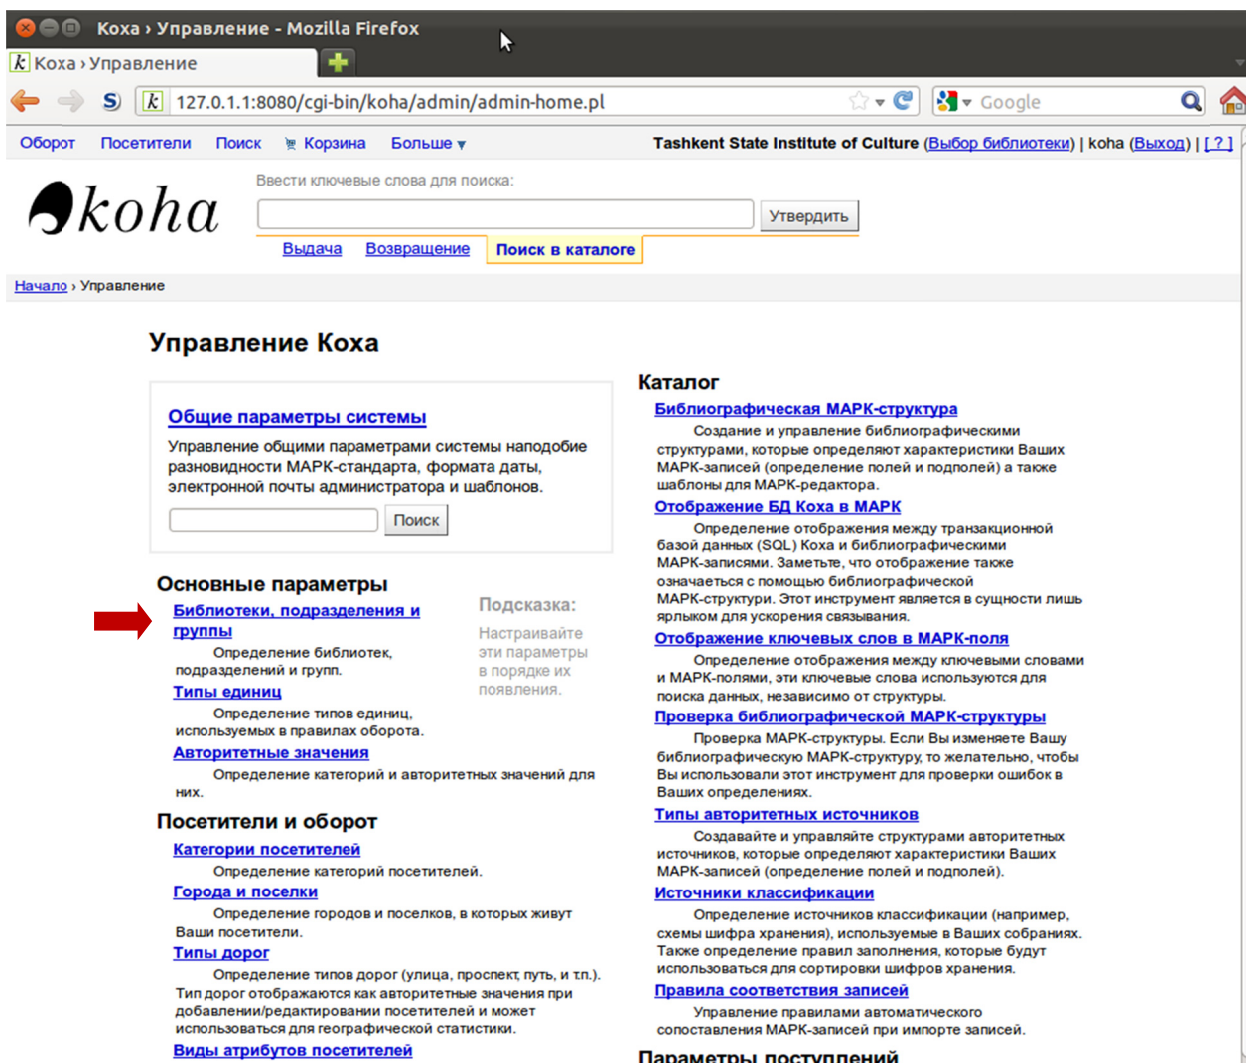 Коха › Управление - Mozilla Firefox
k Коха › Управление
S k 127.0.1.1:8080/cgi-bin/koha/admin/admin-home.pl Google
Оборот Посетители Поиск Корзина Больше ▾ Tashkent State Institute of Culture (Выбор библиотеки) | koha (Выход) | [ ? ]
koha
Ввести ключевые слова для поиска:
Утвердить
Выдача Возвращение Поиск в каталоге
Начало › Управление
Управление Коха
Общие параметры системы
Управление общими параметрами системы наподобие
разновидности МАРК-стандарта, формата даты,
электронной почты администратора и шаблонов.
Поиск
Основные параметры
Библиотеки, подразделения и
группы
Определение библиотек,
подразделений и групп.
Типы единиц
Определение типов единиц,
используемых в правилах оборота.
Авторитетные значения
Определение категорий и авторитетных значений для
них.
Подсказка:
Настраивайте
эти параметры
в порядке их
появления.
Посетители и оборот
Категории посетителей
Определение категорий посетителей.
Города и поселки
Определение городов и поселков, в которых живут
Ваши посетители.
Типы дорог
Определение типов дорог (улица, проспект, путь, и т.п.).
Тип дорог отображаются как авторитетные значения при
добавлении/редактировании посетителей и может
использоваться для географической статистики.
Виды атрибутов посетителей
Каталог
Библиографическая МАРК-структура
Создание и управление библиографическими
структурами, которые определяют характеристики Ваших
МАРК-записей (определение полей и подполей) а также
шаблоны для МАРК-редактора.
Отображение БД Коха в МАРК
Определение отображения между транзакционной
базой данных (SQL) Коха и библиографическими
МАРК-записями. Заметьте, что отображение также
означаеться с помощью библиографической
МАРК-структури. Этот инструмент является в сущности лишь
ярлыком для ускорения связывания.
Отображение ключевых слов в МАРК-поля
Определение отображения между ключевыми словами
и МАРК-полями, эти ключевые слова используются для
поиска данных, независимо от структуры.
Проверка библиографической МАРК-структуры
Проверка МАРК-структуры. Если Вы изменяете Вашу
библиографическую МАРК-структуру, то желательно, чтобы
Вы использовали этот инструмент для проверки ошибок в
Ваших определениях.
Типы авторитетных источников
Создавайте и управляйте структурами авторитетных
источников, которые определяют характеристики Ваших
МАРК-записей (определение полей и подполей).
Источники классификации
Определение источников классификации (например,
схемы шифра хранения), используемые в Ваших собраниях.
Также определение правил заполнения, которые будут
использоваться для сортировки шифров хранения.
Правила соответствия записей
Управление правилами автоматического
сопоставления МАРК-записей при импорте записей.
Параметры поступлений